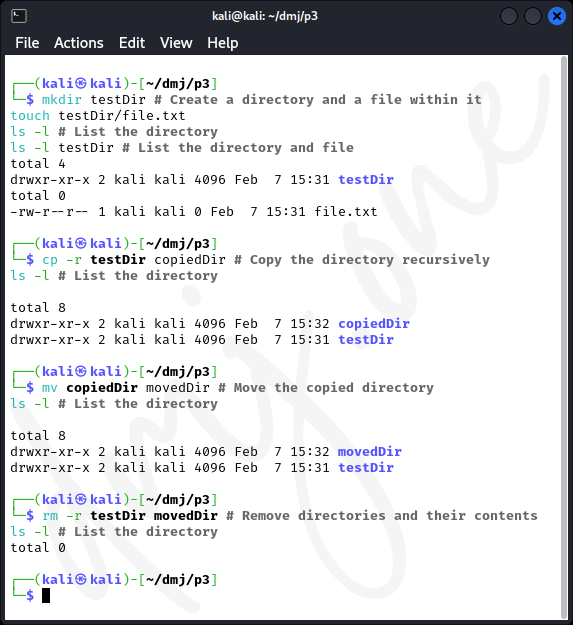 kali@kali: ~/dmj/p3
File Actions Edit View Help
┌──(kali㉿kali)-[~/dmj/p3]
└─$ mkdir testDir # Create a directory and a file within it
touch testDir/file.txt
ls -l # List the directory
ls -l testDir # List the directory and file
total 4
drwxr-xr-x 2 kali kali 4096 Feb  7 15:31 testDir
total 0
-rw-r--r-- 1 kali kali 0 Feb  7 15:31 file.txt
┌──(kali㉿kali)-[~/dmj/p3]
└─$ cp -r testDir copiedDir # Copy the directory recursively
ls -l # List the directory
total 8
drwxr-xr-x 2 kali kali 4096 Feb  7 15:32 copiedDir
drwxr-xr-x 2 kali kali 4096 Feb  7 15:31 testDir
┌──(kali㉿kali)-[~/dmj/p3]
└─$ mv copiedDir movedDir # Move the copied directory
ls -l # List the directory
total 8
drwxr-xr-x 2 kali kali 4096 Feb  7 15:32 movedDir
drwxr-xr-x 2 kali kali 4096 Feb  7 15:31 testDir
┌──(kali㉿kali)-[~/dmj/p3]
└─$ rm -r testDir movedDir # Remove directories and their contents
ls -l # List the directory
total 0
┌──(kali㉿kali)-[~/dmj/p3]
└─$
one